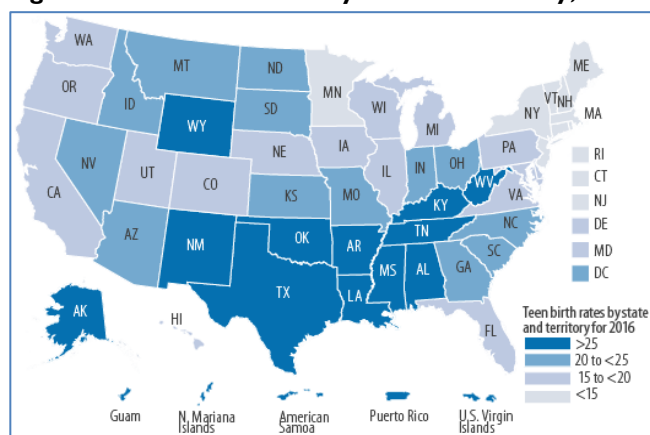 WA
MT
ND
MN
ME
OR
ID
SD
WI
MI
NY
VT
NH
MA
WY
NV
UT
CO
NE
IA
IL
IN
OH
PA
RI
CT
NJ
DE
MD
DC
CA
AZ
NM
KS
MO
KY
WV
VA
NC
TN
SC
OK
AR
MS
AL
GA
TX
LA
FL
AK
HI
Teen birth rates by state
and territory for 2016
>25
20 to <25
15 to <20
<15
Guam
N. Mariana
Islands
American
Samoa
Puerto Rico
U.S. Virgin
Islands